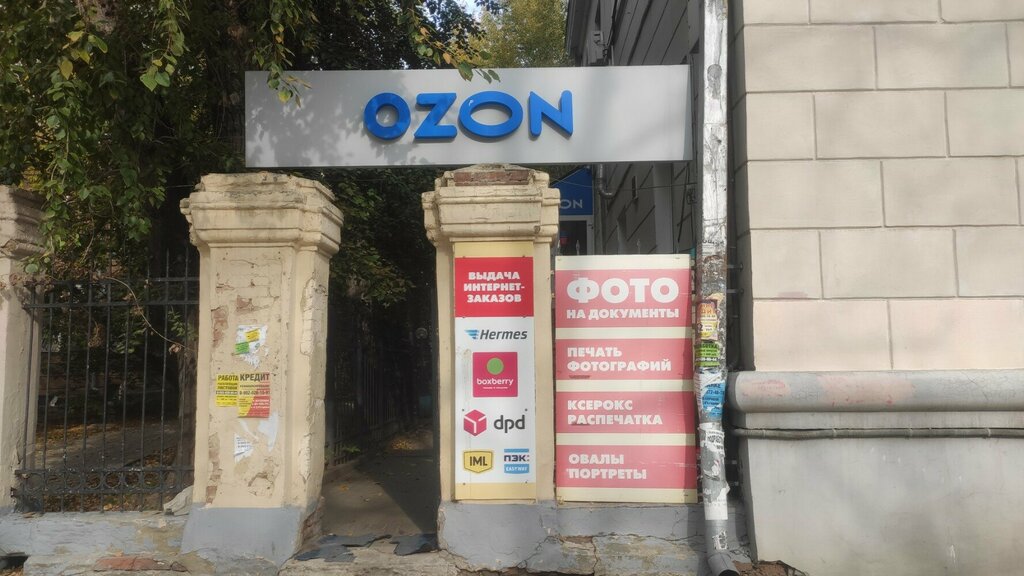 OZON
ВЫДАЧА
ИНТЕРНЕТ-
ЗАКАЗОВ
Hermes
boxberry
dpd
IML
ПЭК:
EASYWAY
ФОТО
НА ДОКУМЕНТЫ
ПЕЧАТЬ
ФОТОГРАФИЙ
КСЕРОКС
РАСПЕЧАТКА
ОВАЛЫ
ПОРТРЕТЫ
РАБОТА
КРЕДИТ